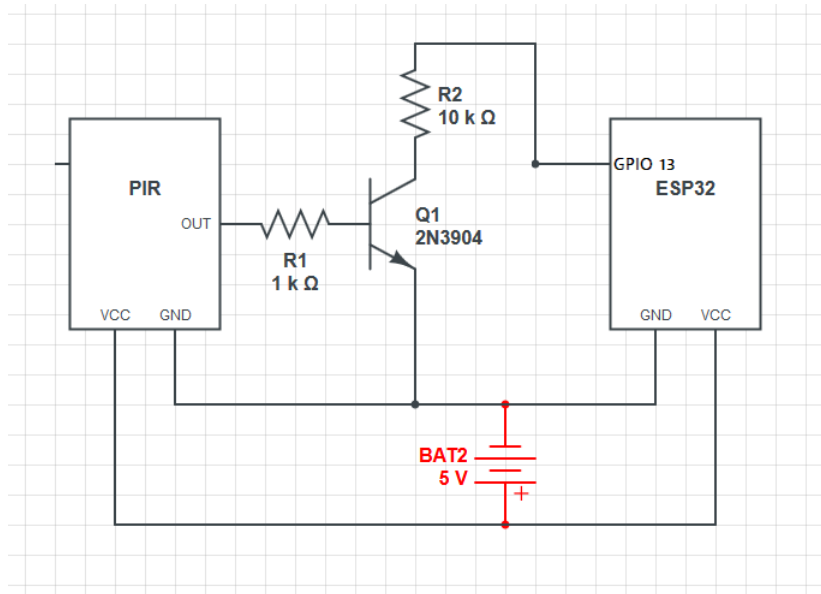 R2
10 k Ω
GPIO 13
PIR
ESP32
OUT
Q1
2N3904
R1
1 k Ω
VCC GND
GND VCC
BAT2
5 V
+